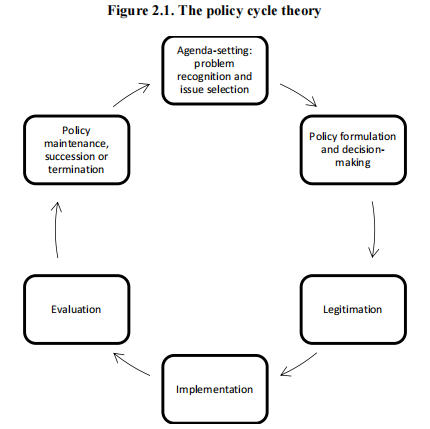 Figure 2.1. The policy cycle theory
Agenda-setting:
problem
recognition and
issue selection
Policy formulation
and decision-
making
Legitimation
Implementation
Evaluation
Policy
maintenance,
succession or
termination